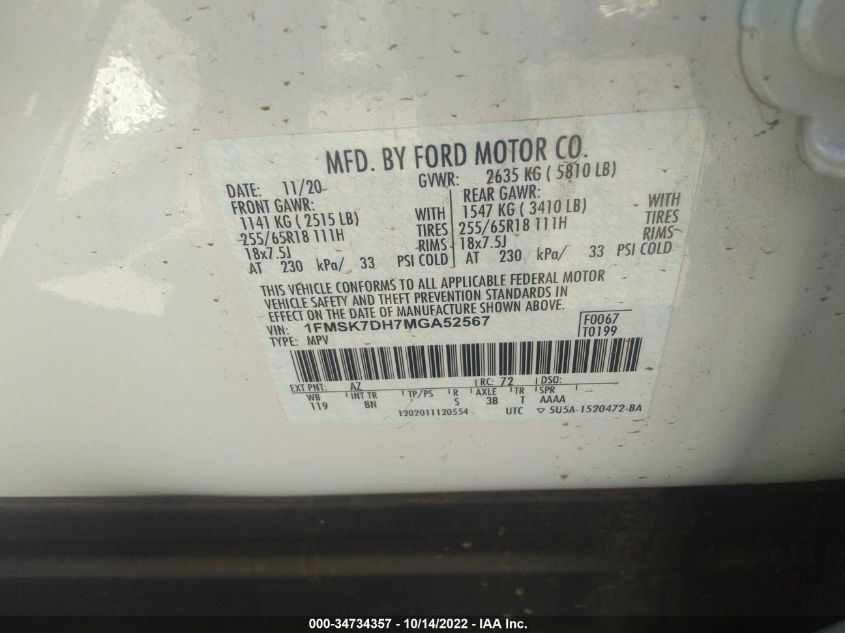 MFD. BY FORD MOTOR CO.
DATE: 11/20 GVWR: 2635 KG ( 5810 LB)
FRONT GAWR: REAR GAWR:
1141 KG ( 2515 LB) WITH 1547 KG ( 3410 LB) WITH
255/65R18 111H TIRES 255/65R18 111H TIRES
18x7.5J RIMS 18x7.5J RIMS
AT 230 kPa/ 33 PSI COLD AT 230 kPa/ 33 PSI COLD
THIS VEHICLE CONFORMS TO ALL APPLICABLE FEDERAL MOTOR
VEHICLE SAFETY AND THEFT PREVENTION STANDARDS IN
EFFECT ON THE DATE OF MANUFACTURE SHOWN ABOVE.
VIN: 1FMSK7DH7MGA52567 F0067
TYPE: MPV T0199
EXT PNT: AZ RC: 72 DSO:
WB INT TR TP/PS R AXLE TR SPR
119 BN S 3B T AAAA
1202011120554 UTC ▽ 5U5A-1520472-BA
000-34734357 - 10/14/2022 - IAA Inc.